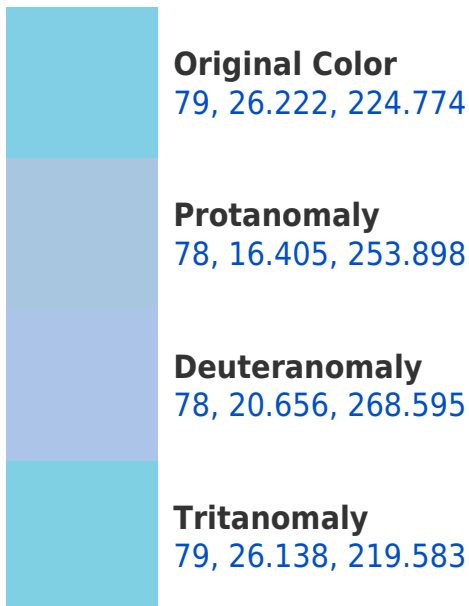 Original Color
79, 26.222, 224.774
Protanomaly
78, 16.405, 253.898
Deuteranomaly
78, 20.656, 268.595
Tritanomaly
79, 26.138, 219.583